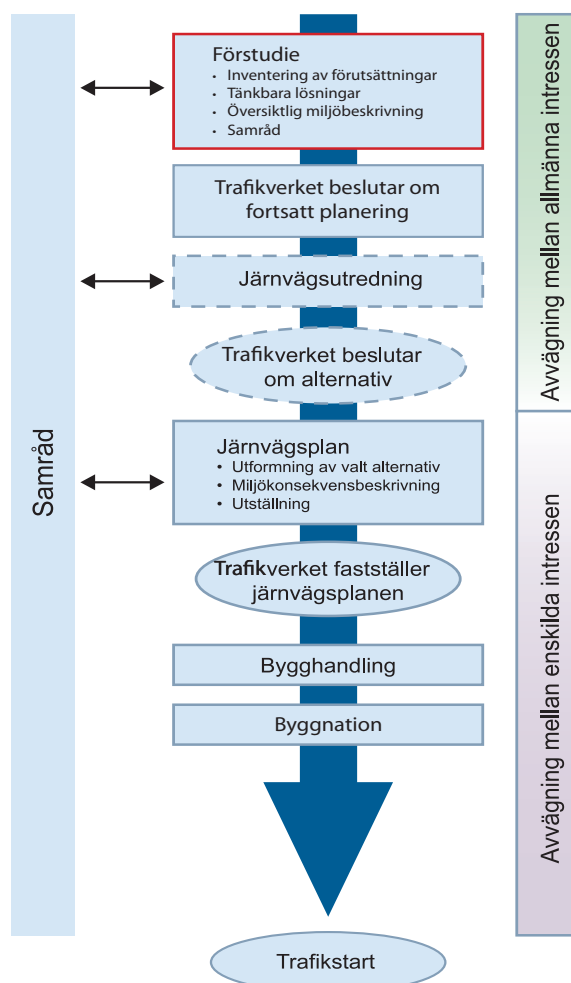 Samråd
Förstudie
• Inventering av förutsättningar
• Tänkbara lösningar
• Översiktlig miljöbeskrivning
• Samråd
Trafikverket beslutar om
fortsatt planering
Järnvägsutredning
Trafikverket beslutar
om alternativ
Järnvägsplan
• Utformning av valt alternativ
• Miljökonsekvensbeskrivning
• Utställning
Trafikverket fastställer
järnvägsplanen
Bygghandling
Byggnation
Trafikstart
Avvägning mellan allmänna intressen
Avvägning mellan enskilda intressen